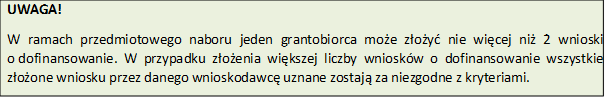 UWAGA!
W ramach przedmiotowego naboru jeden grantobiorca może złożyć nie więcej niż 2 wnioski
o dofinansowanie. W przypadku złożenia większej liczby wniosków o dofinansowanie wszystkie
złożone wniosku przez danego wnioskodawcę uznane zostają za niezgodne z kryteriami.